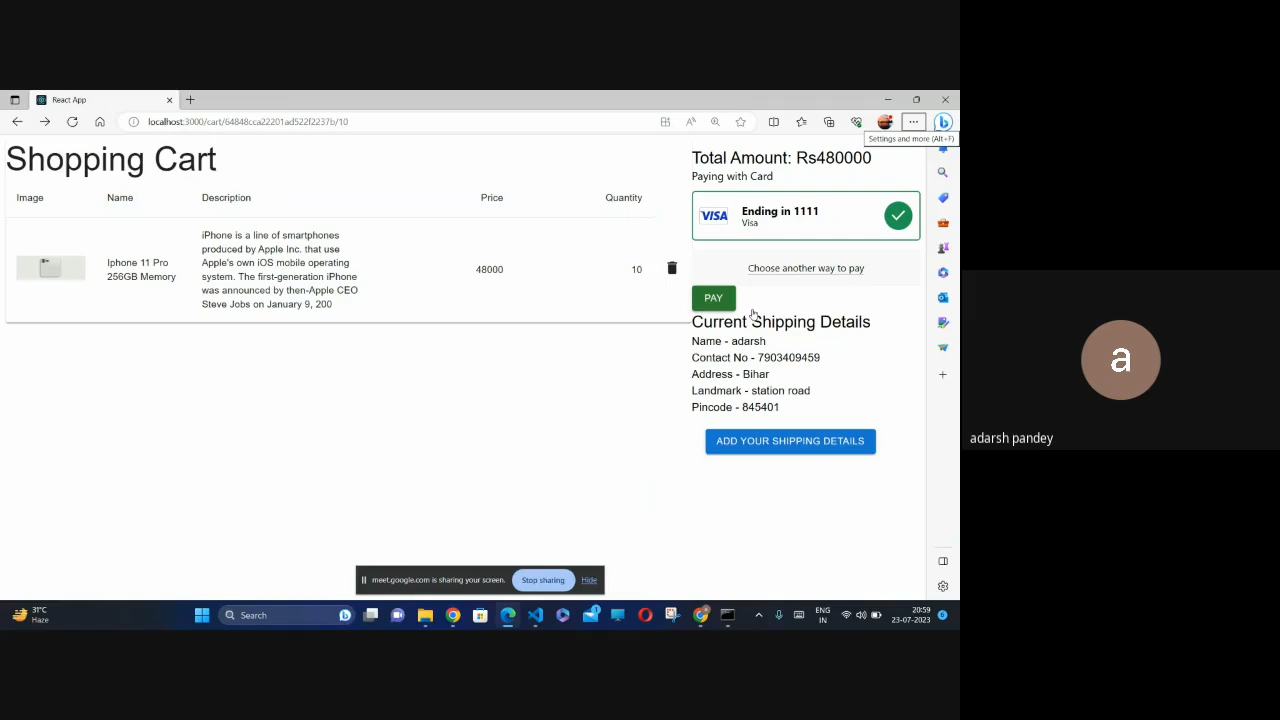 React App
localhost:3000/cart/64848cca22201ad522f2237b/10
Settings and more (Alt+F)
Shopping Cart
Image Name Description Price Quantity
iPhone is a line of smartphones
produced by Apple Inc. that use
Apple's own iOS mobile operating
system. The first-generation iPhone
was announced by then-Apple CEO
Steve Jobs on January 9, 200
Iphone 11 Pro
256GB Memory
48000
10
Total Amount: Rs480000
Paying with Card
VISA
Ending in 1111
Visa
Choose another way to pay
PAY
Current Shipping Details
Name - adarsh
Contact No - 7903409459
Address - Bihar
Landmark - station road
Pincode - 845401
ADD YOUR SHIPPING DETAILS
meet.google.com is sharing your screen. Stop sharing Hide
31°C
Haze
Search
ENG
IN
20:59
23-07-2023
a
adarsh pandey